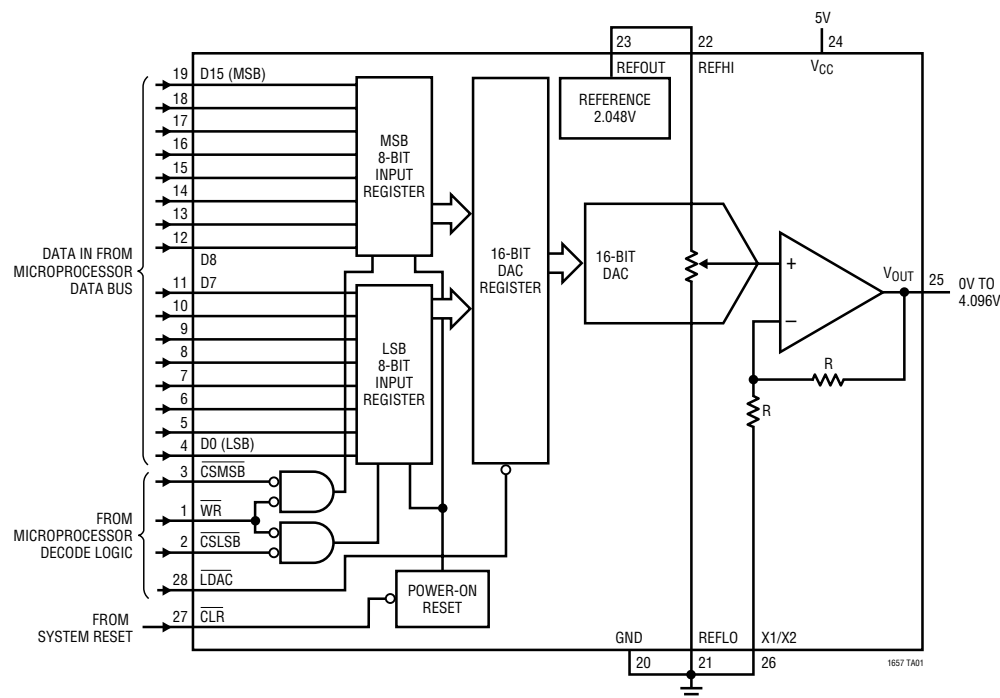 5V
23
22
24
REFOUT
REFHI
VCC
19
D15 (MSB)
18
17
16
15
14
13
12
D8
MSB
8-BIT
INPUT
REGISTER
REFERENCE
2.048V
DATA IN FROM
MICROPROCESSOR
DATA BUS
11
D7
10
9
8
7
6
5
4
D0 (LSB)
LSB
8-BIT
INPUT
REGISTER
16-BIT
DAC
REGISTER
16-BIT
DAC
+
–
VOUT
25
0V TO
4.096V
R
R
FROM
MICROPROCESSOR
DECODE LOGIC
3
CSMSB
1
WR
2
CSLSB
28
LDAC
FROM
SYSTEM RESET
27
CLR
POWER-ON
RESET
GND
REFLO
X1/X2
20
21
26
1657 TA01